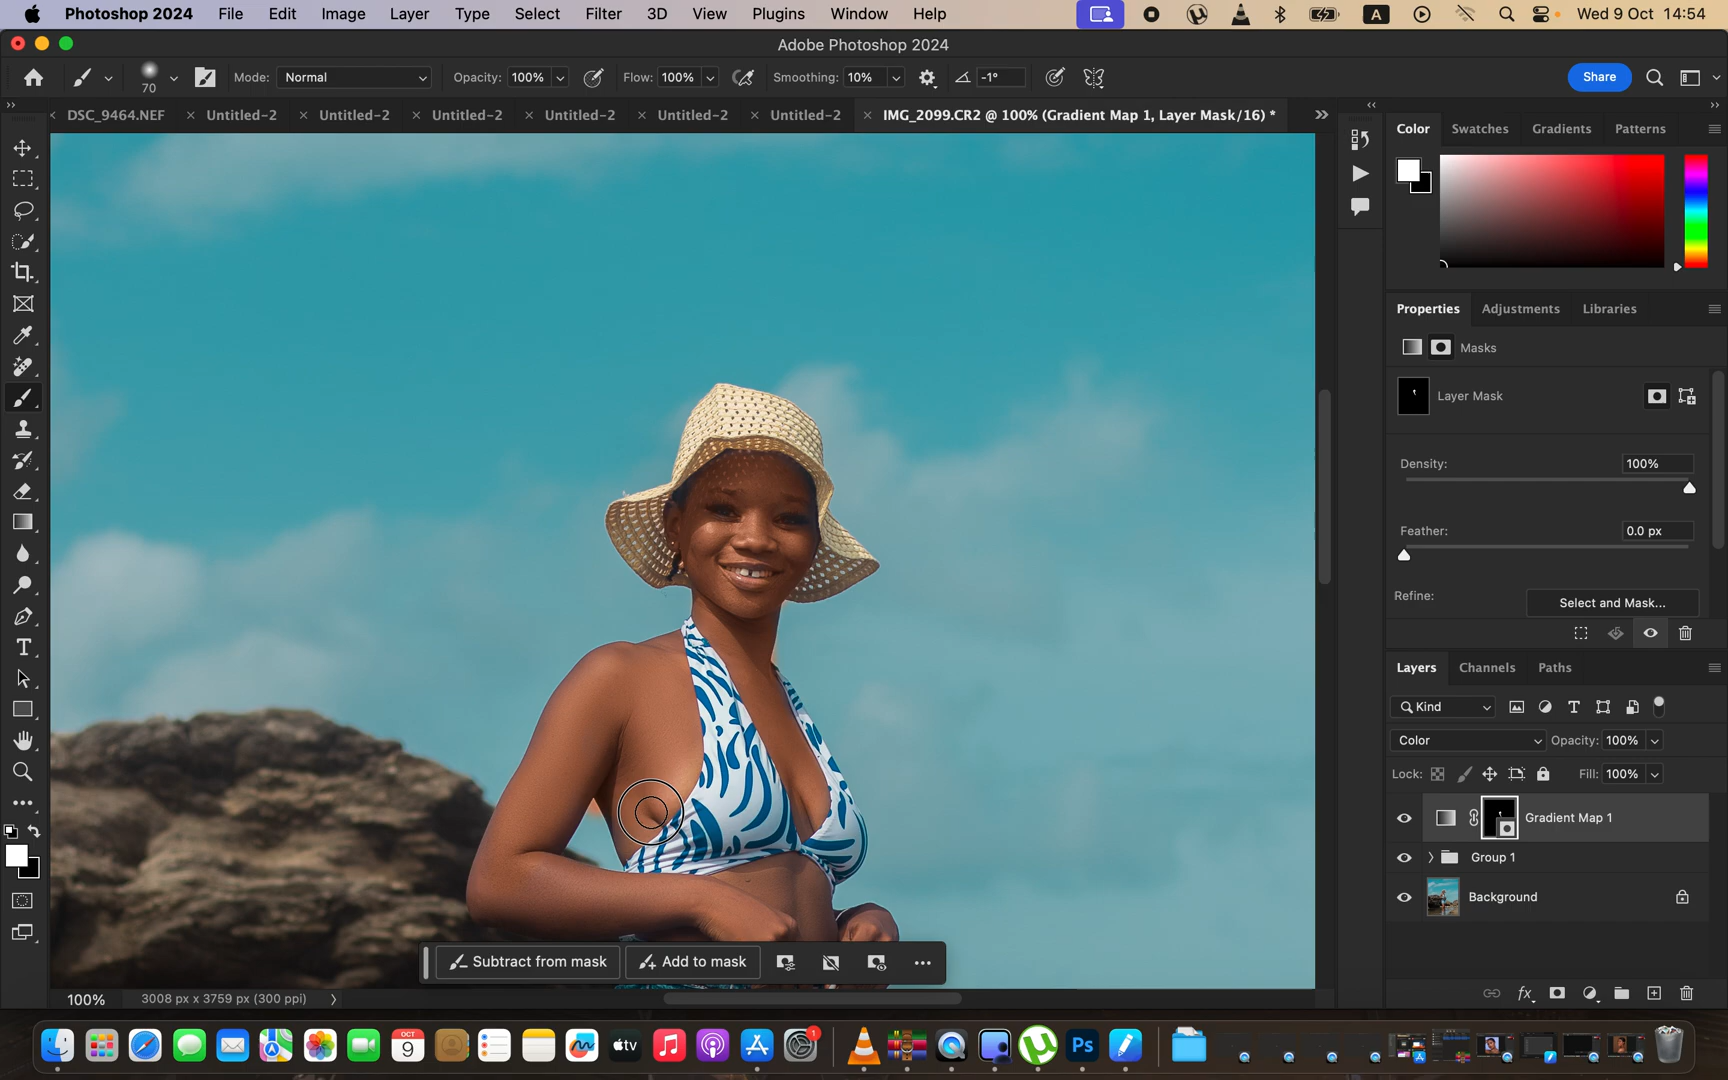 Photoshop 2024 File Edit Image Layer Type Select Filter 3D View Plugins Window Help A Wed 9 Oct 14:54
Adobe Photoshop 2024
70 Mode: Normal Opacity: 100% Flow: 100% Smoothing: 10% -1° Share
DSC_9464.NEF Untitled-2 Untitled-2 Untitled-2 Untitled-2 Untitled-2 Untitled-2 IMG_2099.CR2 @ 100% (Gradient Map 1, Layer Mask/16) *
Color Swatches Gradients Patterns
Properties Adjustments Libraries
Masks
Layer Mask
Density: 100%
Feather: 0.0 px
Refine: Select and Mask...
Layers Channels Paths
Kind
Color Opacity: 100%
Lock: Fill: 100%
Gradient Map 1
Group 1
Background
Subtract from mask Add to mask
100% 3008 px x 3759 px (300 ppi)
OCT
9
tv
1
Ps